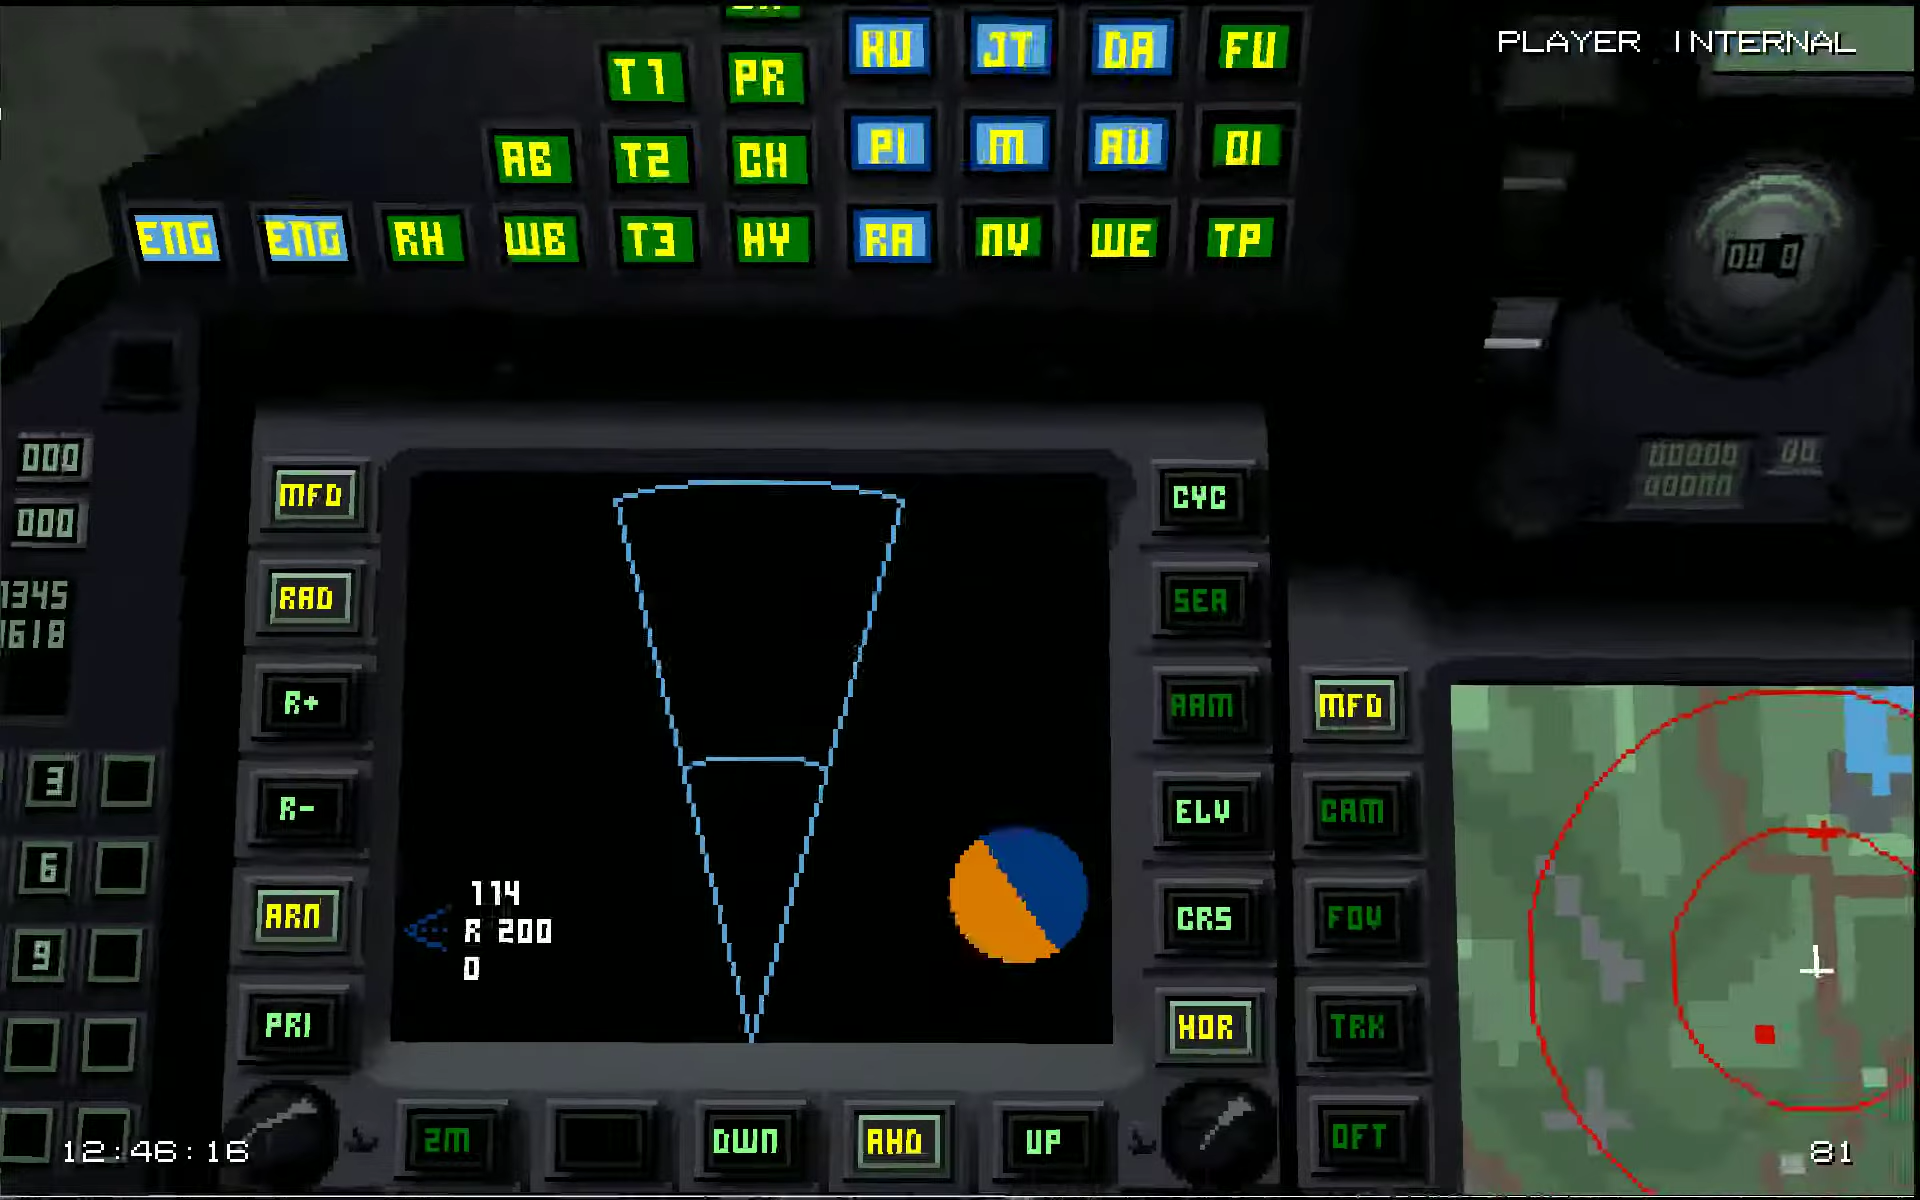 RU JT DA FU
PLAYER INTERNAL
T1 PR
PI M AU OI
AB T2 CH
ENG ENG RH WB T3 HY RA NV WE TP
000
000
1345
1618
3
6
9
MFD
RAD
R+
R-
ARN
PRI
114
R 200
0
CYC
SEA
AAM
ELV
CRS
HOR
2M DWN AHD UP
MFD
CAM
FOV
TRK
OFT
12:46:16
81